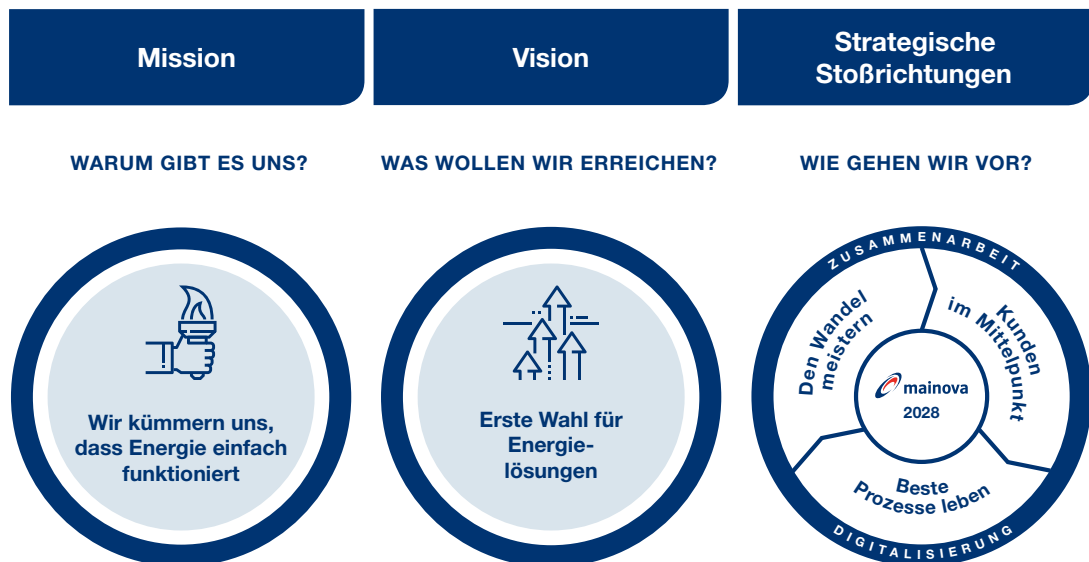 Mission
WARUM GIBT ES UNS?
Wir kümmern uns,
dass Energie einfach
funktioniert
Vision
WAS WOLLEN WIR ERREICHEN?
Erste Wahl für
Energie-
lösungen
Strategische
Stoßrichtungen
WIE GEHEN WIR VOR?
ZUSAMMENARBEIT
Den Wandel
meistern
Kunden
im Mittelpunkt
mainova
2028
Beste
Prozesse leben
DIGITALISIERUNG